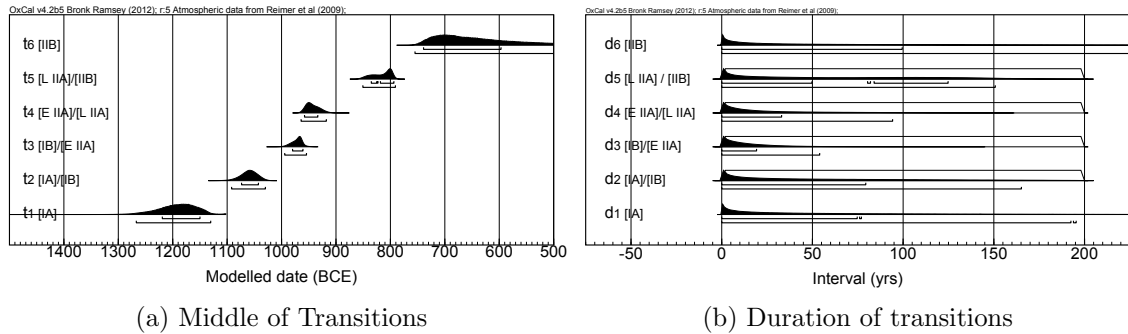 OxCal v4.2b5 Bronk Ramsey (2012); r:5 Atmospheric data from Reimer et al (2009);
t6 [IIB]
t5 [L IIA]/[IIB]
t4 [E IIA]/[L IIA]
t3 [IB]/[E IIA]
t2 [IA]/[IB]
t1 [IA]
1400 1300 1200 1100 1000 900 800 700 600 500
Modelled date (BCE)
(a) Middle of Transitions
OxCal v4.2b5 Bronk Ramsey (2012); r:5 Atmospheric data from Reimer et al (2009);
d6 [IIB]
d5 [L IIA] / [IIB]
d4 [E IIA]/[L IIA]
d3 [IB]/[E IIA]
d2 [IA]/[IB]
d1 [IA]
-50 0 50 100 150 200
Interval (yrs)
(b) Duration of transitions